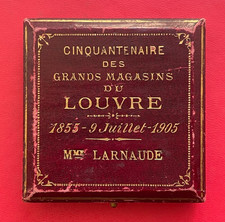 CINQUANTENAIRE
DES
GRANDS MAGASINS
DU
LOUVRE
1855-9 Juillet-1905
MME LARNAUDE